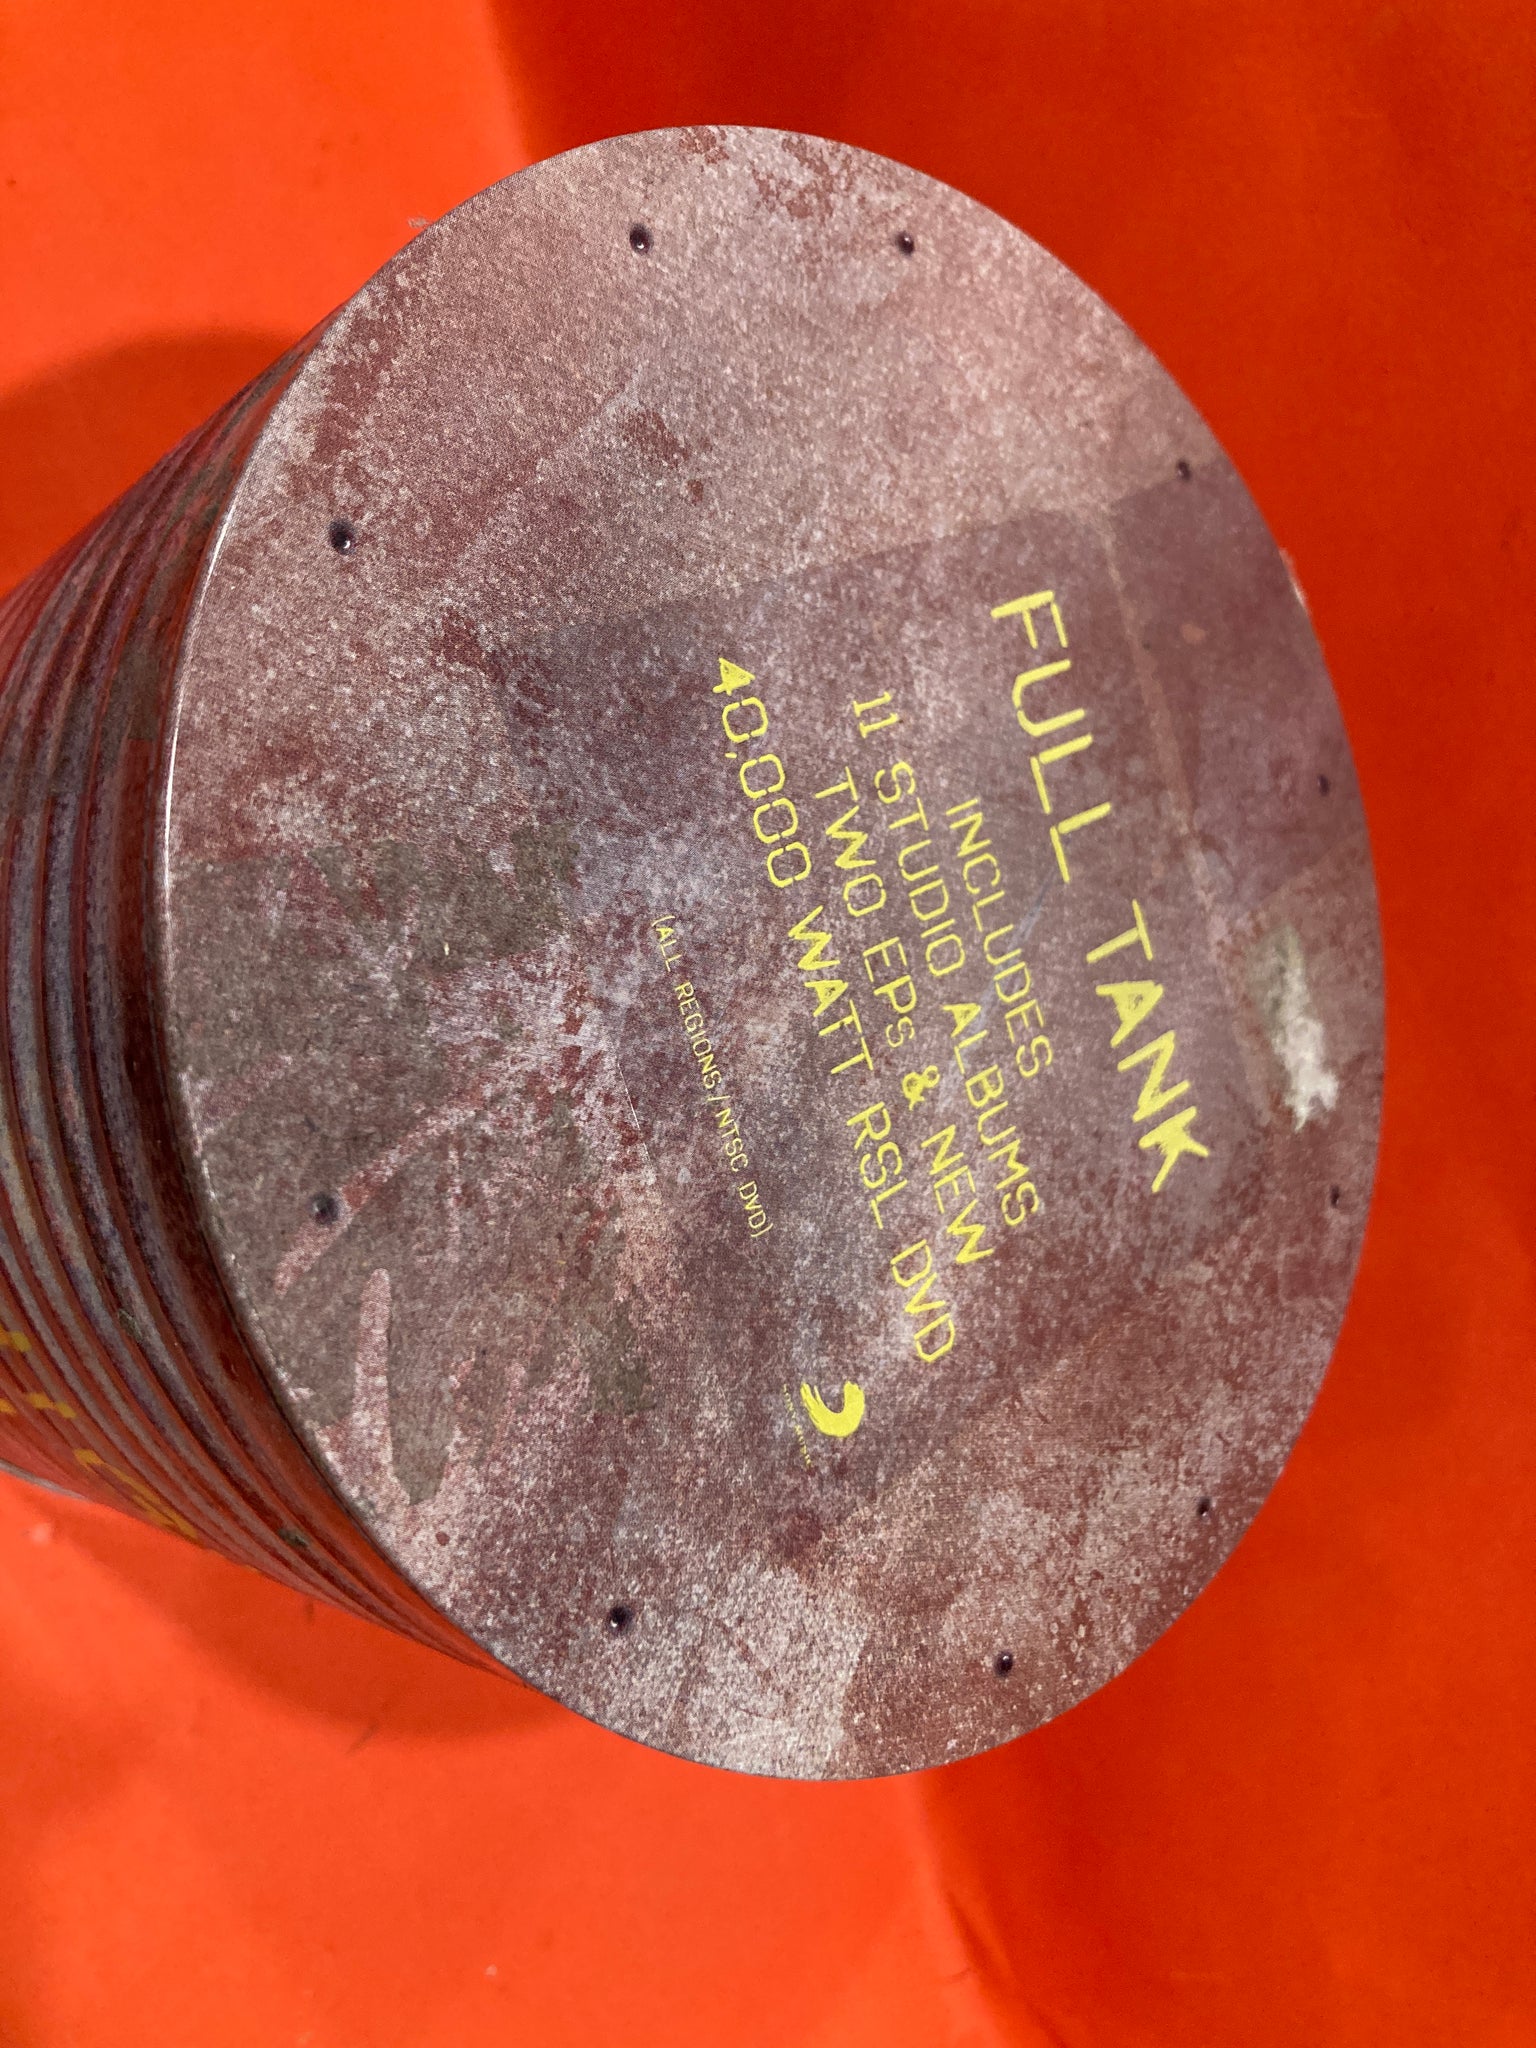 FULL TANK
INCLUDES
11 STUDIO ALBUMS
TWO EPs & NEW
40,000 WATT RSL DVD
(ALL REGIONS / NTSC DVD)